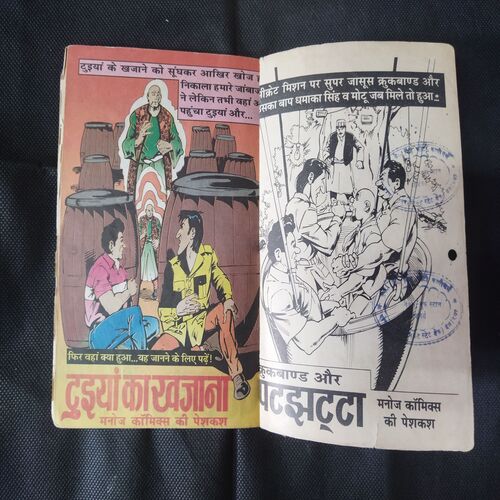 टुइयां के खजाने को सूंघकर आखिर खोज
निकाला हमारे जांबाज
ने लेकिन तभी वहां
पहुंचा टुइयां और...
फिर वहां क्या हुआ...यह जानने के लिए पढ़ें!
टुइयां का खजाना
मनोज कॉमिक्स की पेशकश
सीक्रेट मिशन पर सुपर जासूस क्रुकबाण्ड और
उसका बाप धमाका सिंह व मोटू जब मिले तो हुआ..
क्रुकबाण्ड और
पटझट्टा
मनोज कॉमिक्स
की पेशकश